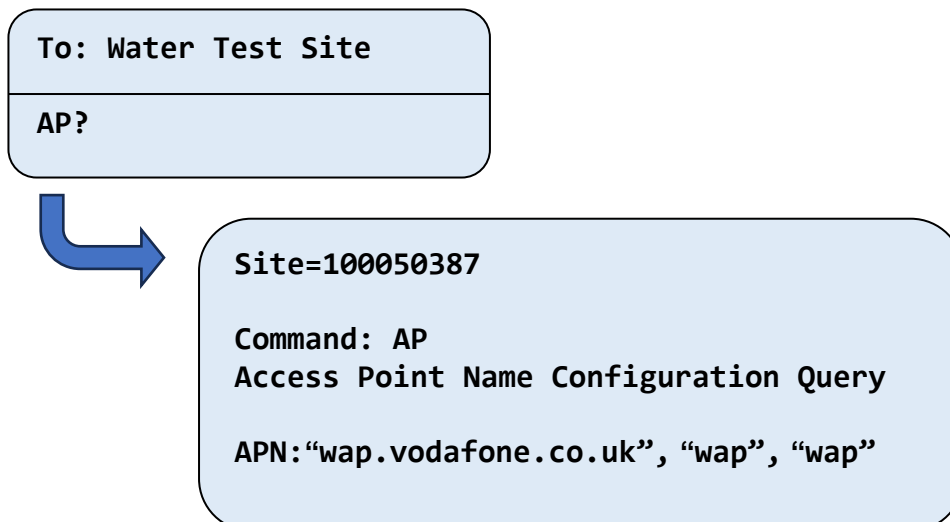 To: Water Test Site
AP?
Site=100050387
Command: AP
Access Point Name Configuration Query
APN:“wap.vodafone.co.uk”, “wap”, “wap”